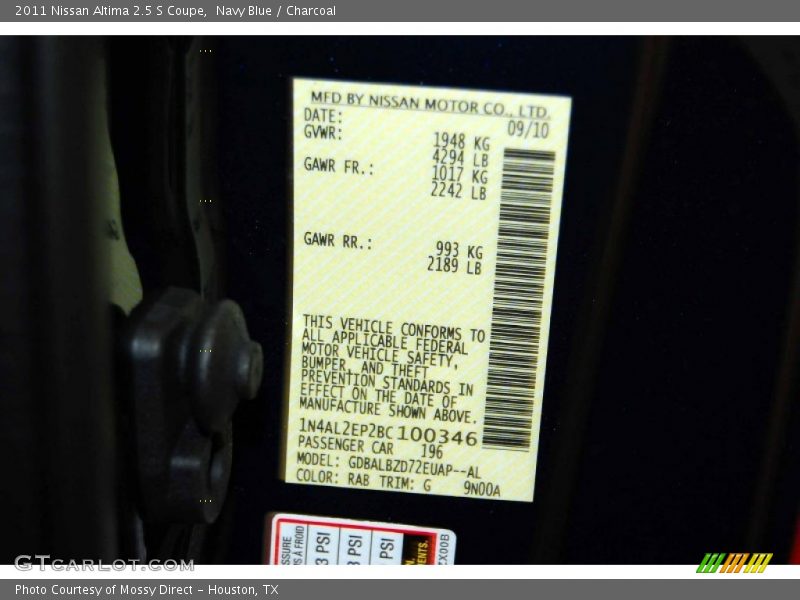 2011 Nissan Altima 2.5 S Coupe, Navy Blue / Charcoal
MFD BY NISSAN MOTOR CO., LTD.
DATE: 09/10
GVWR: 1948 KG
4294 LB
GAWR FR.: 1017 KG
2242 LB
GAWR RR.: 993 KG
2189 LB
THIS VEHICLE CONFORMS TO
ALL APPLICABLE FEDERAL
MOTOR VEHICLE SAFETY,
BUMPER, AND THEFT
PREVENTION STANDARDS IN
EFFECT ON THE DATE OF
MANUFACTURE SHOWN ABOVE.
1N4AL2EP2BC100346
PASSENGER CAR 196
MODEL: GDBALBZD72EUAP--AL
COLOR: RAB TRIM: G 9N00A
PSI
PSI
PSI
GTcarlot.com
Photo Courtesy of Mossy Direct - Houston, TX